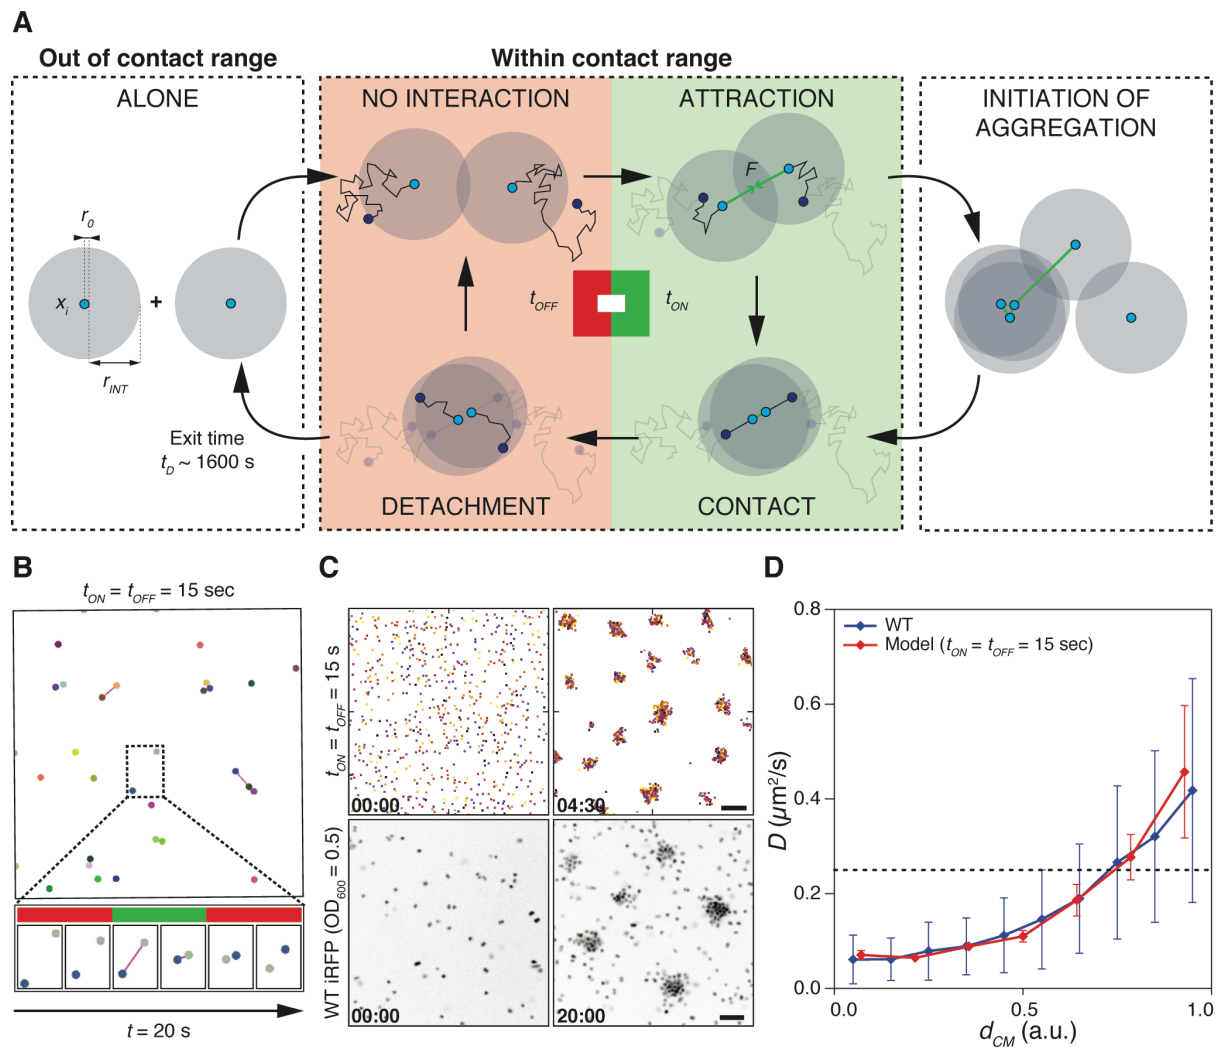 A
Out of contact range
Within contact range
ALONE
NO INTERACTION
ATTRACTION
INITIATION OF
AGGREGATION
r0
xi
+
rINT
F
tOFF
tON
Exit time
tD ~ 1600 s
DETACHMENT
CONTACT
B
tON = tOFF = 15 sec
t = 20 s
C
tON = tOFF = 15 s
00:00
04:30
WT iRFP (OD600 = 0.5)
00:00
20:00
D
WT
Model (tON = tOFF = 15 sec)
D (μm²/s)
0.8
0.6
0.4
0.2
0.0
0.0
0.5
1.0
dCM (a.u.)